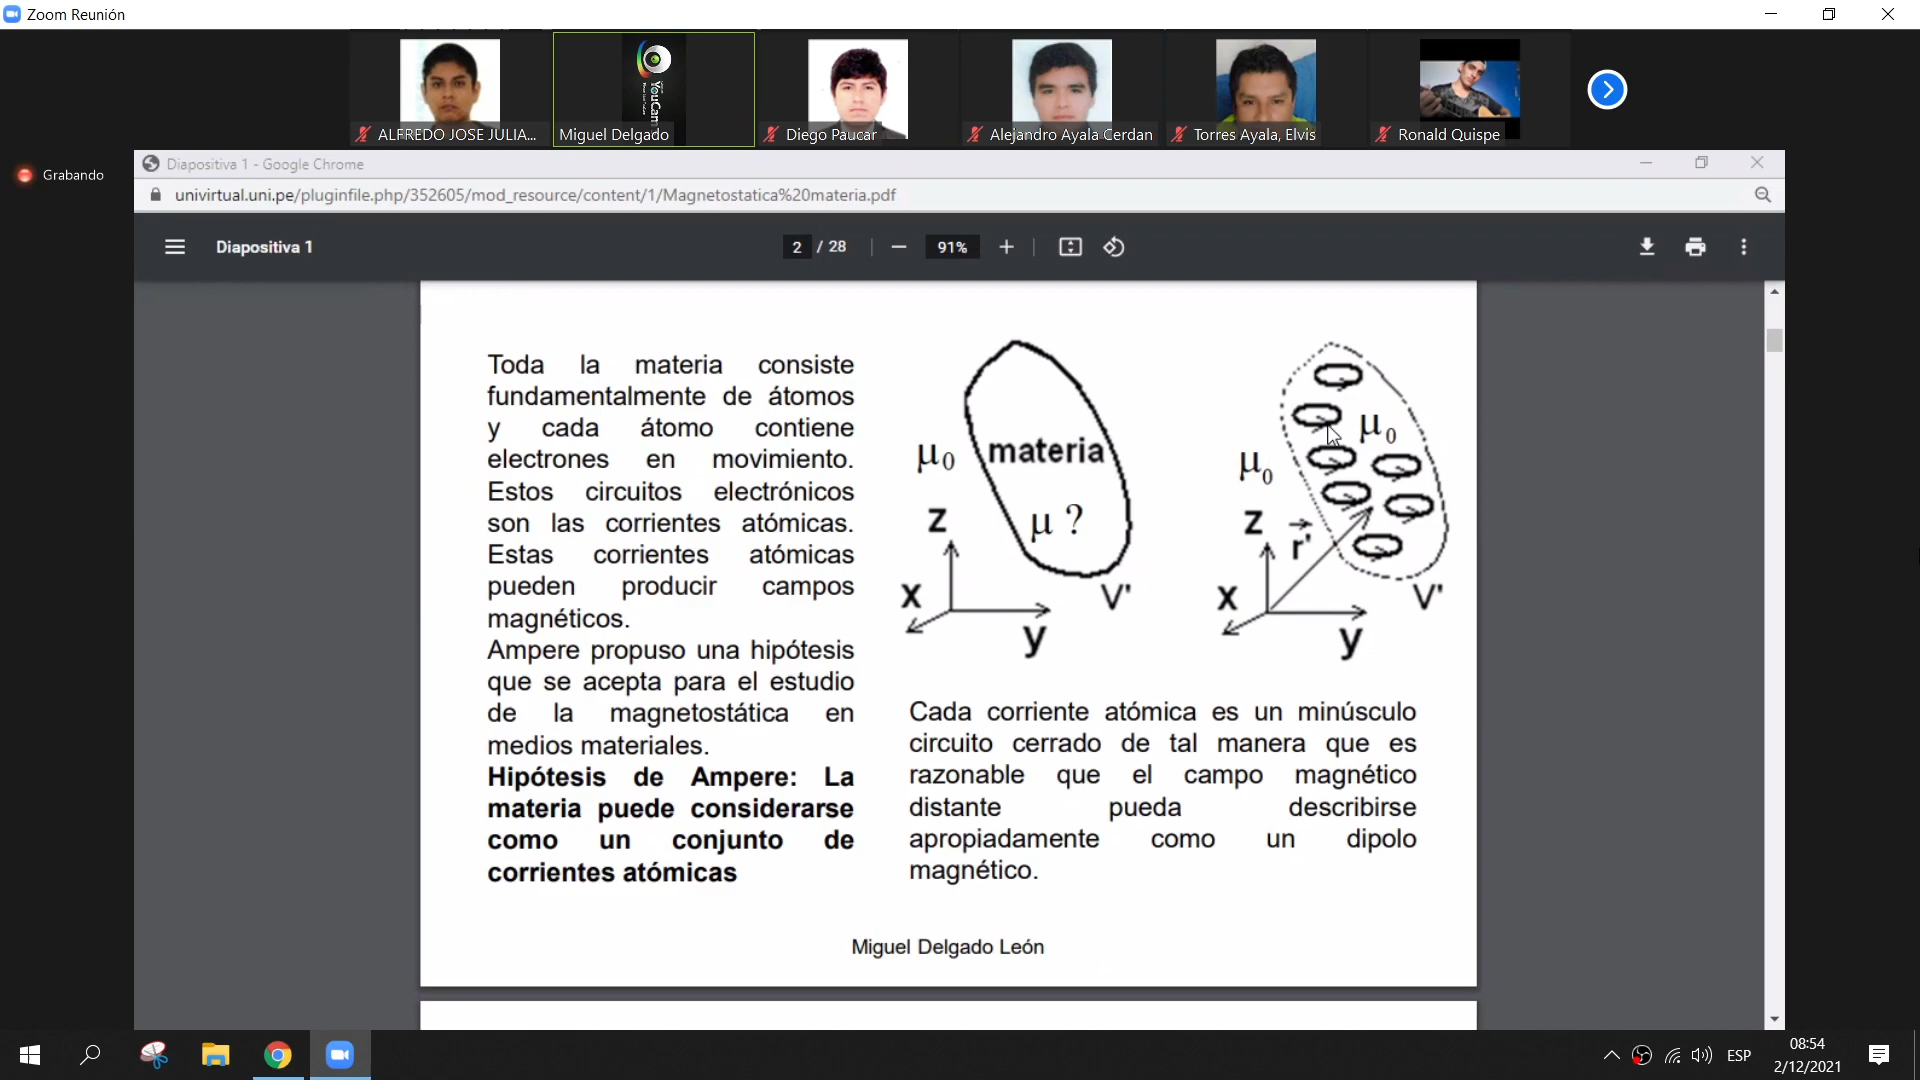 Zoom Reunión
YouCam
ALFREDO JOSE JULIA...
Miguel Delgado
Diego Paucar
Alejandro Ayala Cerdan
Torres Ayala, Elvis
Ronald Quispe
Grabando
Diapositiva 1 - Google Chrome
univirtual.uni.pe/pluginfile.php/352605/mod_resource/content/1/Magnetostatica%20materia.pdf
Diapositiva 1
2 / 28
91%
Toda la materia consiste
fundamentalmente de átomos
y cada átomo contiene
electrones en movimiento.
Estos circuitos electrónicos
son las corrientes atómicas.
Estas corrientes atómicas
pueden producir campos
magnéticos.
Ampere propuso una hipótesis
que se acepta para el estudio
de la magnetostática en
medios materiales.
Hipótesis de Ampere: La
materia puede considerarse
como un conjunto de
corrientes atómicas
μ0
materia
μ ?
z
x
y
V'
μ0
μ0
z
r'
x
y
V'
Cada corriente atómica es un minúsculo
circuito cerrado de tal manera que es
razonable que el campo magnético
distante pueda describirse
apropiadamente como un dipolo
magnético.
Miguel Delgado León
ESP
08:54
2/12/2021